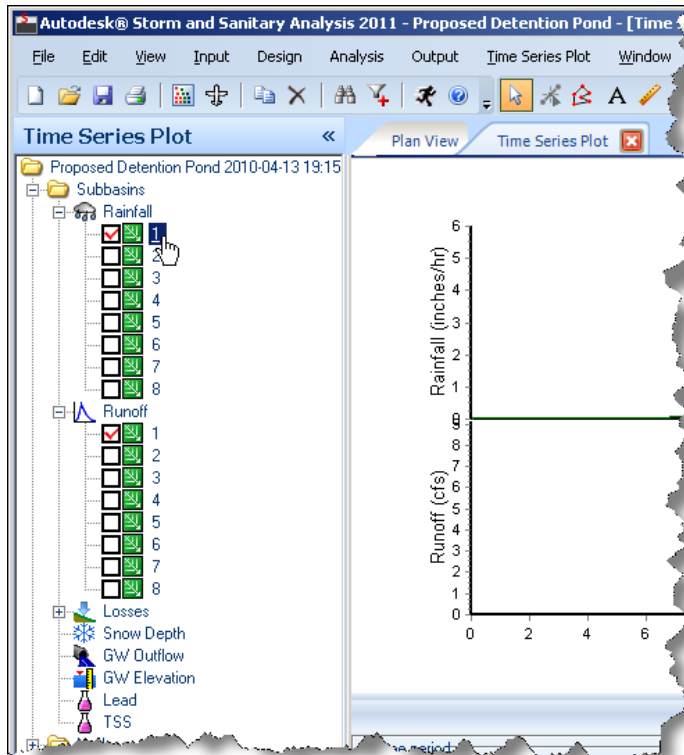 Autodesk® Storm and Sanitary Analysis 2011 - Proposed Detention Pond - [Time
File Edit View Input Design Analysis Output Time Series Plot Window
A
Time Series Plot «
Plan View Time Series Plot
Proposed Detention Pond 2010-04-13 19:15
Subbasins
Rainfall
1
2
3
4
5
6
7
8
Runoff
1
2
3
4
5
6
7
8
Losses
Snow Depth
GW Outflow
GW Elevation
Lead
TSS
Rainfall (inches/hr)
6
5
4
3
2
1
0
Runoff (cfs)
9
8
7
6
5
4
3
2
1
0
0 2 4 6